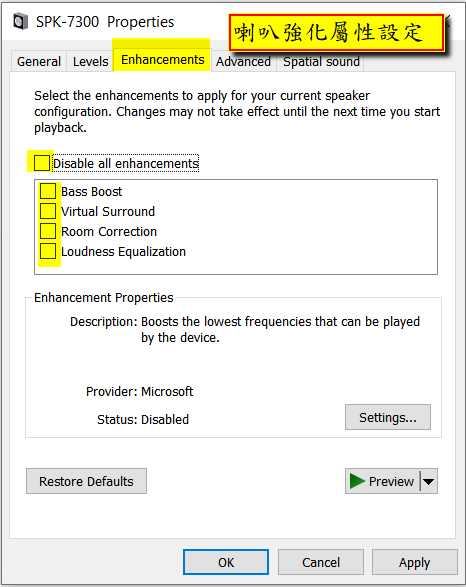 SPK-7300 Properties
喇叭強化屬性設定
General Levels Enhancements Advanced Spatial sound
Select the enhancements to apply for your current speaker
configuration. Changes may not take effect until the next time you start
playback.
Disable all enhancements
Bass Boost
Virtual Surround
Room Correction
Loudness Equalization
Enhancement Properties
Description: Boosts the lowest frequencies that can be played
by the device.
Provider: Microsoft
Status: Disabled
Settings...
Restore Defaults
Preview
OK Cancel Apply